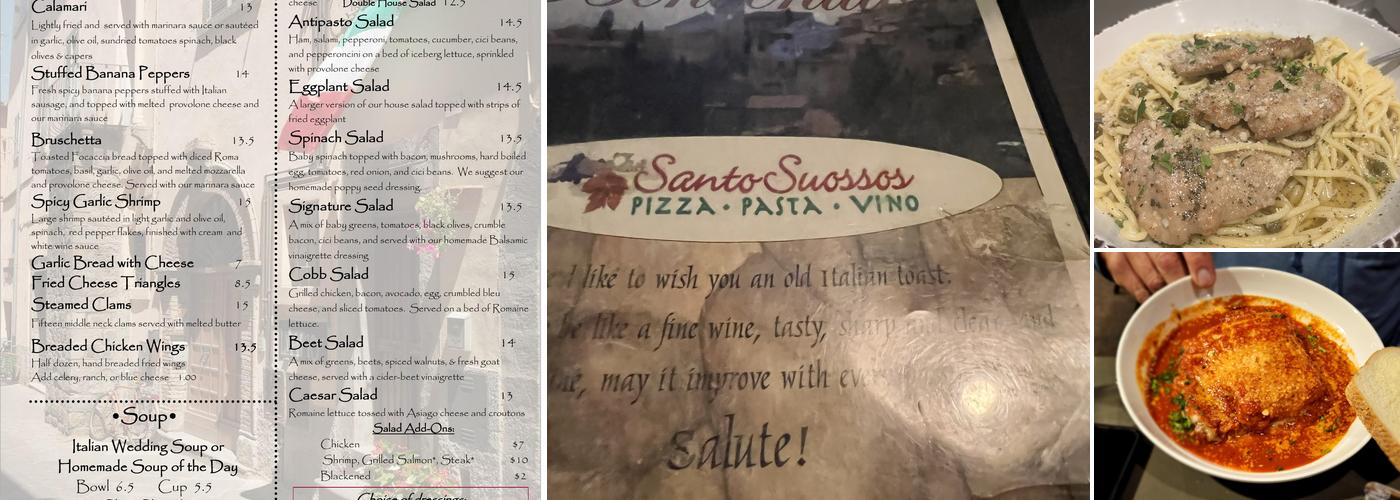 Calamari 13
Lightly fried and served with marinara sauce or sautéed
in garlic, olive oil, sundried tomatoes spinach, black
olives & capers
Stuffed Banana Peppers 14
Fresh spicy banana peppers stuffed with Italian
sausage, and topped with melted provolone cheese and
our marinara sauce
Bruschetta 13.5
Toasted Focaccia bread topped with diced Roma
tomatoes, basil, garlic, olive oil, and melted mozzarella
and provolone cheese. Served with our marinara sauce
Spicy Garlic Shrimp 15
Large shrimp sautéed in light garlic and olive oil,
spinach, red pepper flakes, finished with cream and
white wine sauce
Garlic Bread with Cheese 7
Fried Cheese Triangles 8.5
Steamed Clams 15
Fifteen middle neck clams served with melted butter
Breaded Chicken Wings 13.5
Half dozen, hand breaded fried wings
Add celery, ranch, or blue cheese 1.00
•Soup•
Italian Wedding Soup or
Homemade Soup of the Day
Bowl 6.5 Cup 5.5
cheese Double House Salad 12.5
Antipasto Salad 14.5
Ham, salami, pepperoni, tomatoes, cucumber, cici beans,
and pepperoncini on a bed of iceberg lettuce, sprinkled
with provolone cheese
Eggplant Salad 14.5
A larger version of our house salad topped with strips of
fried eggplant
Spinach Salad 13.5
Baby spinach topped with bacon, mushrooms, hard boiled
egg, tomatoes, red onion, and cici beans. We suggest our
homemade poppy seed dressing.
Signature Salad 13.5
A mix of baby greens, tomatoes, black olives, crumble
bacon, cici beans, and served with our homemade Balsamic
vinaigrette dressing
Cobb Salad 15
Grilled chicken, bacon, avocado, egg, crumbled bleu
cheese, and sliced tomatoes. Served on a bed of Romaine
lettuce.
Beet Salad 14
A mix of greens, beets, spiced walnuts, & fresh goat
cheese, served with a cider-beet vinaigrette
Caesar Salad 13
Romaine lettuce tossed with Asiago cheese and croutons
Salad Add-Ons:
Chicken $7
Shrimp, Grilled Salmon*, Steak* $10
Blackened $2
Choice of dressings:
Santo Suossos
PIZZA • PASTA • VINO
like to wish you an old Italian toast:
be like a fine wine, tasty, sharp and clear, and
may it improve with
Salute!